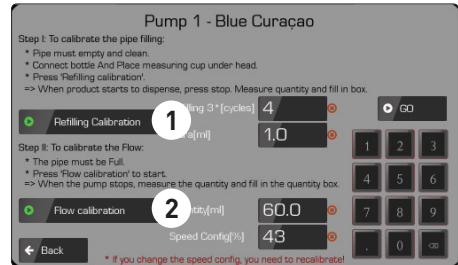 Pump 1 - Blue Curaçao
Step I: To calibrate the pipe filling:
* Pipe must empty and clean.
* Connect bottle And Place measuring cup under head.
* Press 'Refilling calibration'.
=> When product starts to dispense, press stop. Measure quantity and fill in box.
Refilling Calibration
1
3*[cycles]
4
GO
[ml]
1.0
Step II: To calibrate the Flow:
* The pipe must be Full.
* Press 'Flow calibration' to start.
=> When the pump stops, measure the quantity and fill in the quantity box.
Flow calibration
2
60.0
Speed Config[%]
43
1 2 3
4 5 6
7 8 9
. 0
Back
* If you change the speed config, you need to recalibrate!